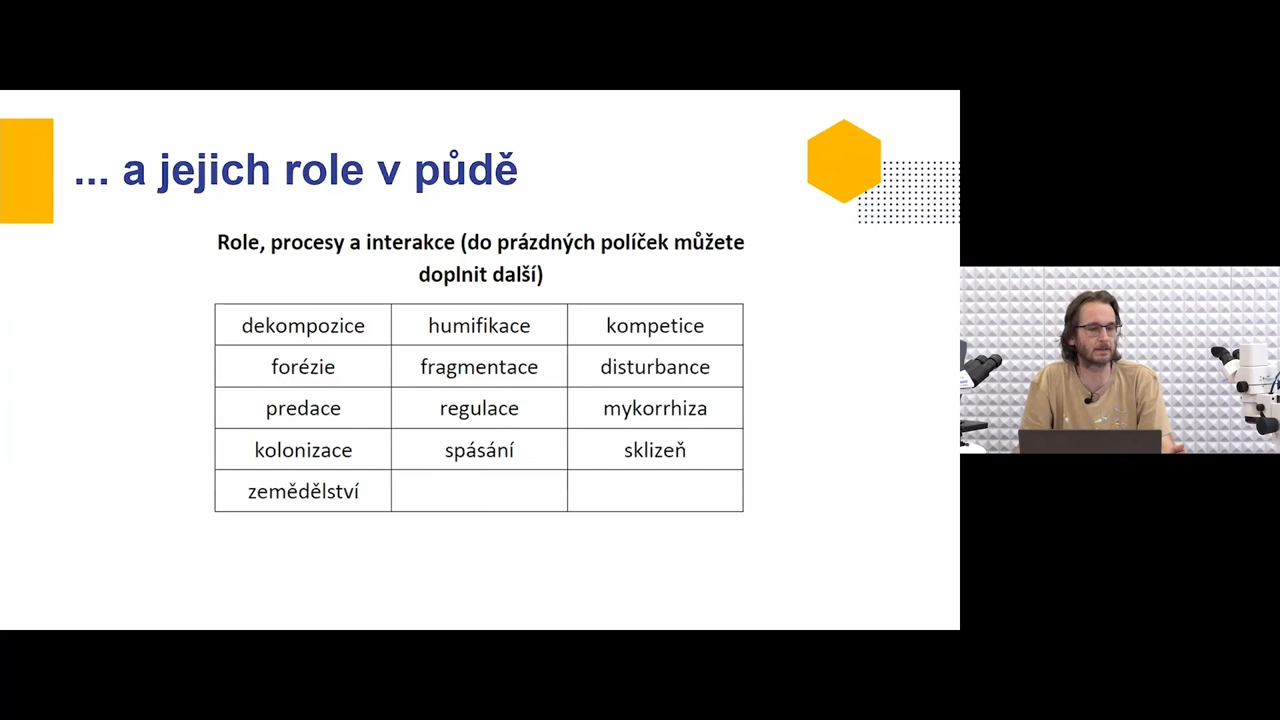 ... a jejich role v půdě
Role, procesy a interakce (do prázdných políček můžete
doplnit další)
dekompozice humifikace kompetice
forézie fragmentace disturbance
predace regulace mykorrhiza
kolonizace spásání sklizeň
zemědělství